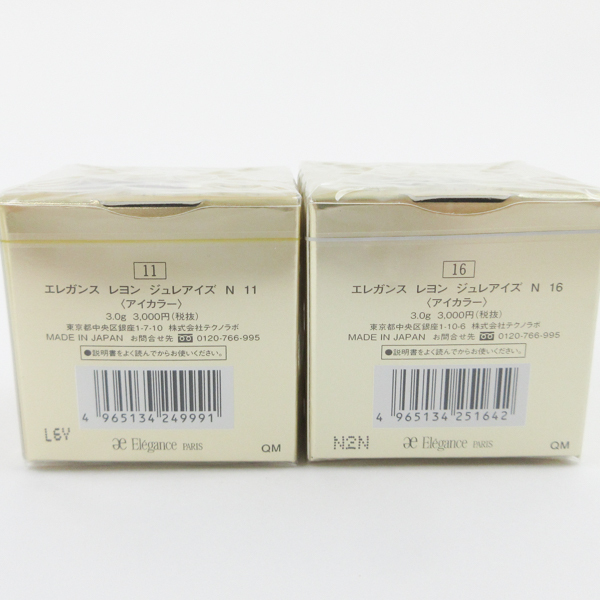 11
エレガンス レヨン ジュレアイズ N 11
〈アイカラー〉
3.0g 3,000円(税抜)
東京都中央区銀座1-7-10 株式会社テクノラボ
MADE IN JAPAN お問合せ先 0120-766-995
●説明書をよく読んでからお使いください。
4 965134 249991
L6Y
æ Elégance PARIS
QM
16
エレガンス レヨン ジュレアイズ N 16
〈アイカラー〉
3.0g 3,000円(税抜)
東京都中央区銀座1-10-6 株式会社テクノラボ
MADE IN JAPAN お問合せ先 0120-766-995
●説明書をよく読んでからお使いください。
4 965134 251642
N2N
æ Elégance PARIS
QM